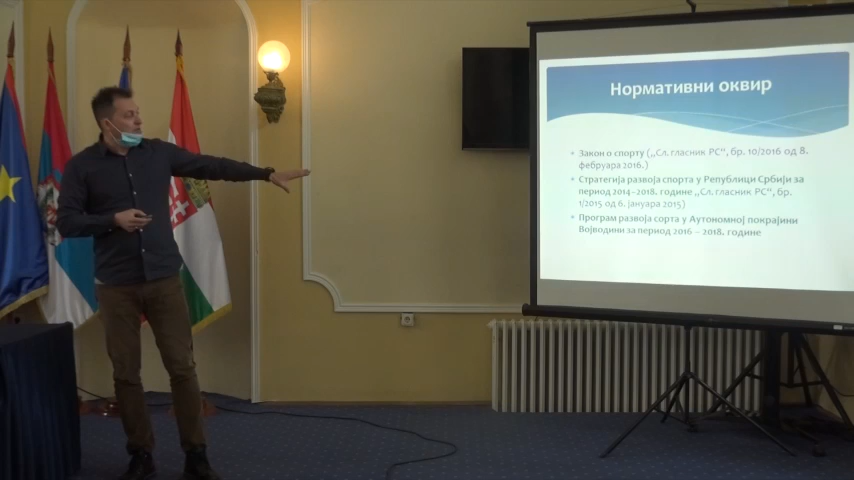 Нормативни оквир
Закон о спорту („Сл. гласник РС“, бр. 10/2016 од 8.
фебруара 2016.)
Стратегија развоја спорта у Републици Србији за
период 2014-2018. године „Сл. гласник РС“, бр.
1/2015 од 6. јануара 2015)
Програм развоја сорта у Аутономној покрајини
Војводини за период 2016 – 2018. године